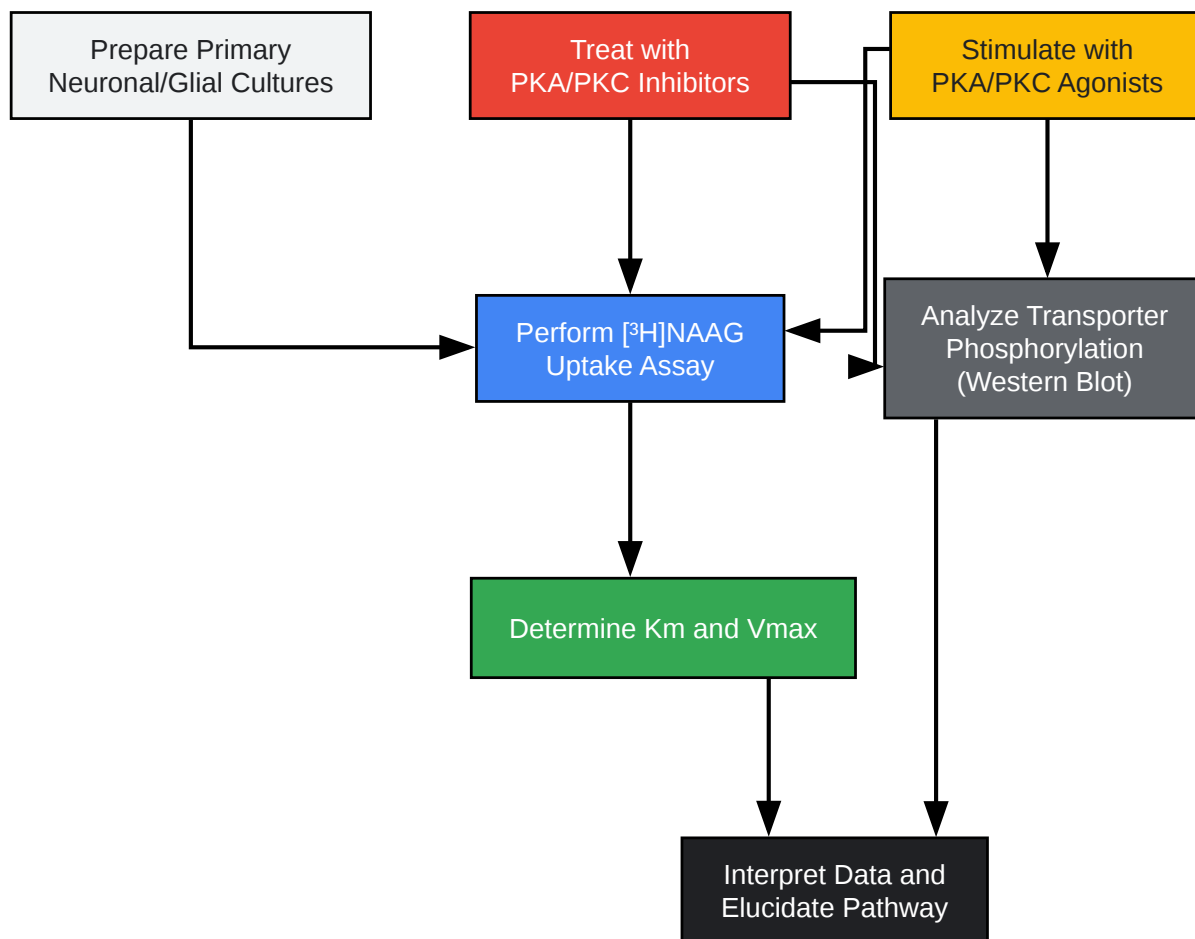 Prepare Primary
Neuronal/Glial Cultures
Treat with
PKA/PKC Inhibitors
Stimulate with
PKA/PKC Agonists
Perform [³H]NAAG
Uptake Assay
Analyze Transporter
Phosphorylation
(Western Blot)
Determine Km and Vmax
Interpret Data and
Elucidate Pathway